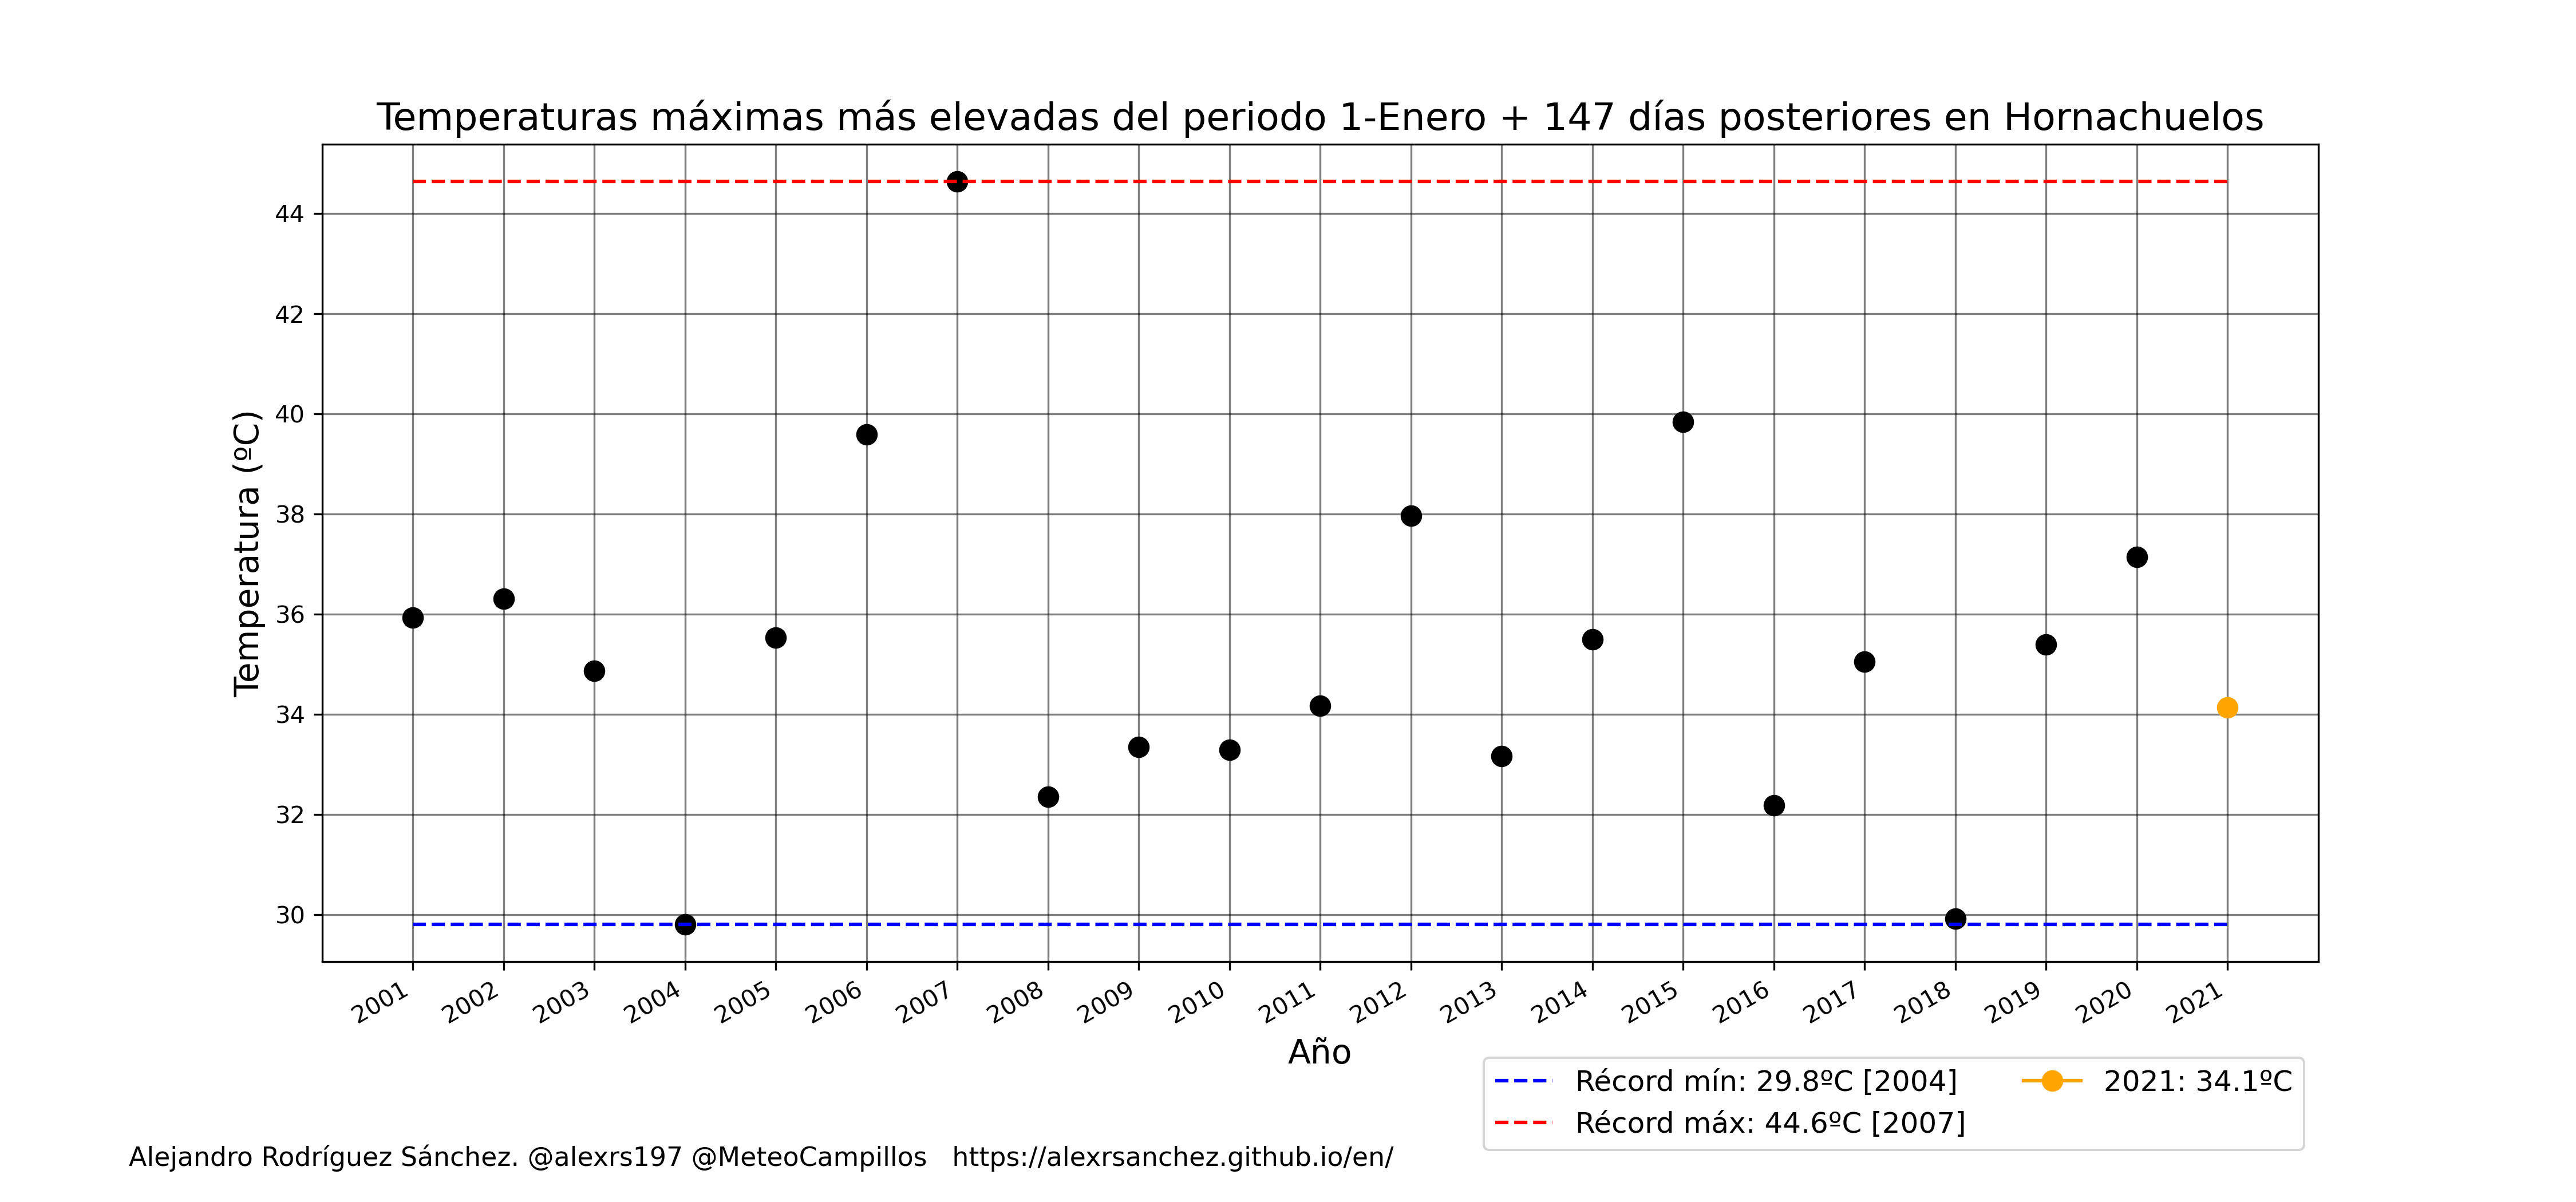 Temperaturas máximas más elevadas del periodo 1-Enero + 147 días posteriores en Hornachuelos
Temperatura (ºC)
44
42
40
38
36
34
32
30
2001 2002 2003 2004 2005 2006 2007 2008 2009 2010 2011 2012 2013 2014 2015 2016 2017 2018 2019 2020 2021
Año
Récord mín: 29.8ºC [2004]
Récord máx: 44.6ºC [2007]
2021: 34.1ºC
Alejandro Rodríguez Sánchez. @alexrs197 @MeteoCampillos https://alexrsanchez.github.io/en/